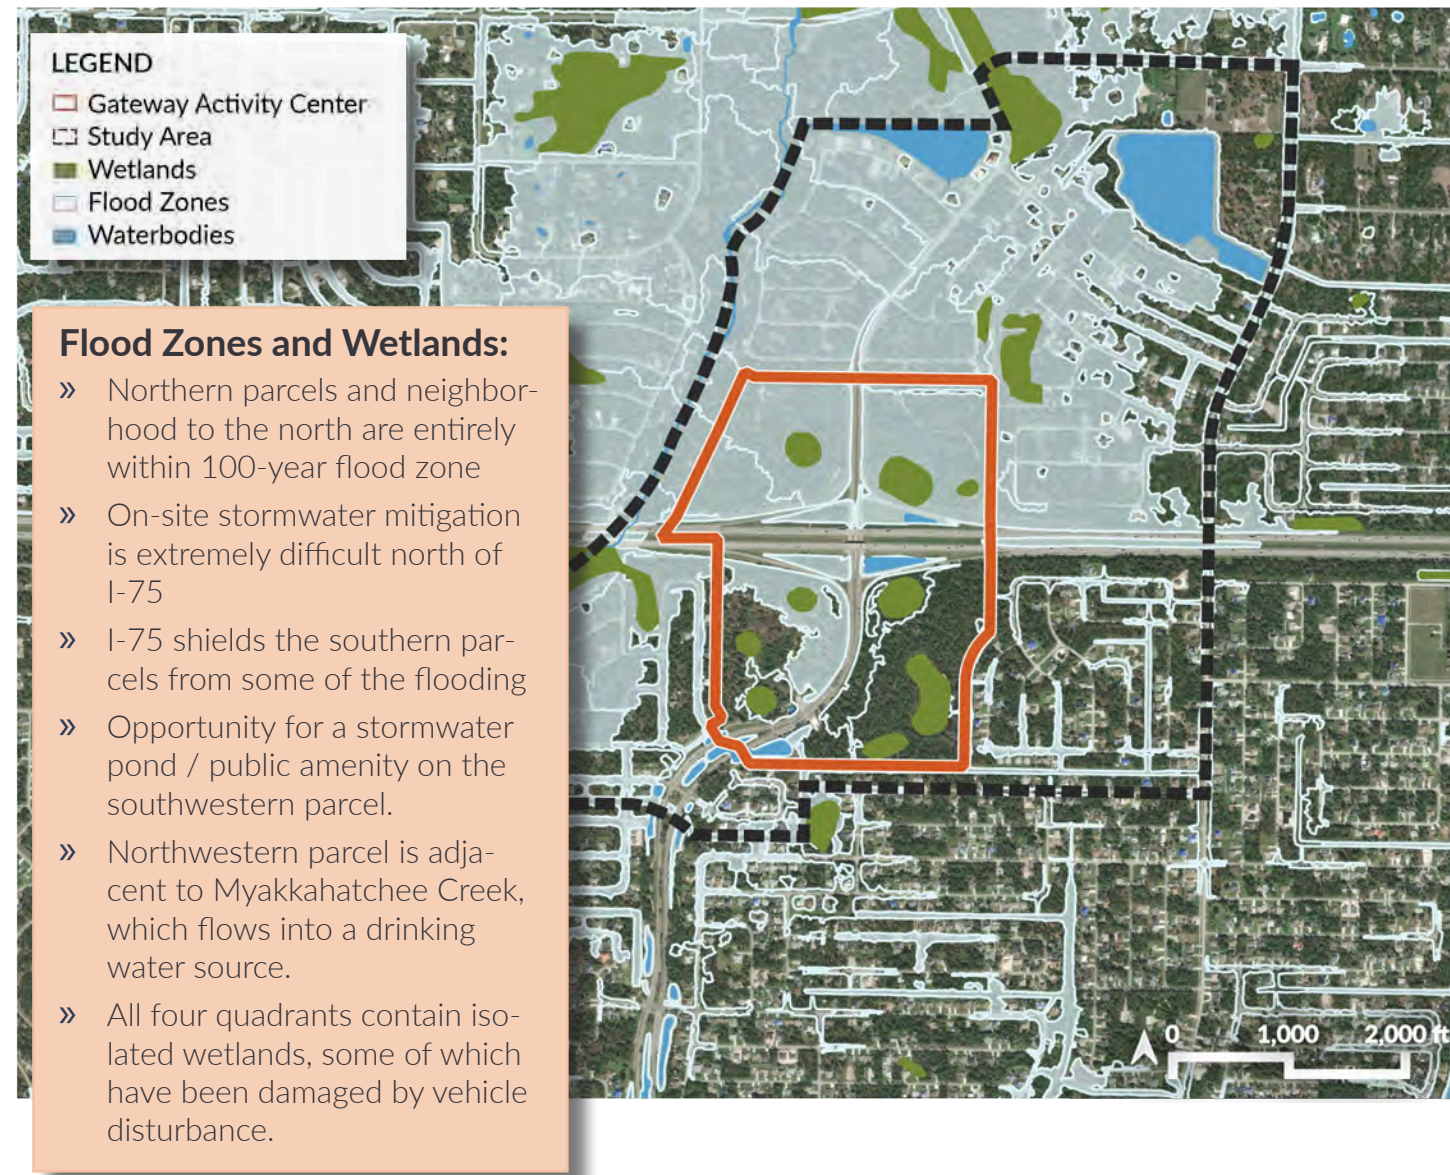 LEGEND
Gateway Activity Center
Study Area
Wetlands
Flood Zones
Waterbodies
Flood Zones and Wetlands:
» Northern parcels and neighbor-
hood to the north are entirely
within 100-year flood zone
» On-site stormwater mitigation
is extremely difficult north of
I-75
» I-75 shields the southern par-
cels from some of the flooding
» Opportunity for a stormwater
pond / public amenity on the
southwestern parcel.
» Northwestern parcel is adja-
cent to Myakkahatchee Creek,
which flows into a drinking
water source.
» All four quadrants contain iso-
lated wetlands, some of which
have been damaged by vehicle
disturbance.
0 1,000 2,000 ft